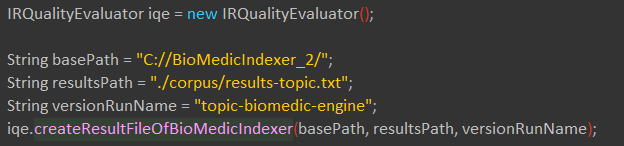 IRQualityEvaluator iqe = new IRQualityEvaluator();
String basePath = "C://BioMedicIndexer_2/";
String resultsPath = "./corpus/results-topic.txt";
String versionRunName = "topic-biomedic-engine";
iqe.createResultFileOfBioMedicIndexer(basePath, resultsPath, versionRunName);